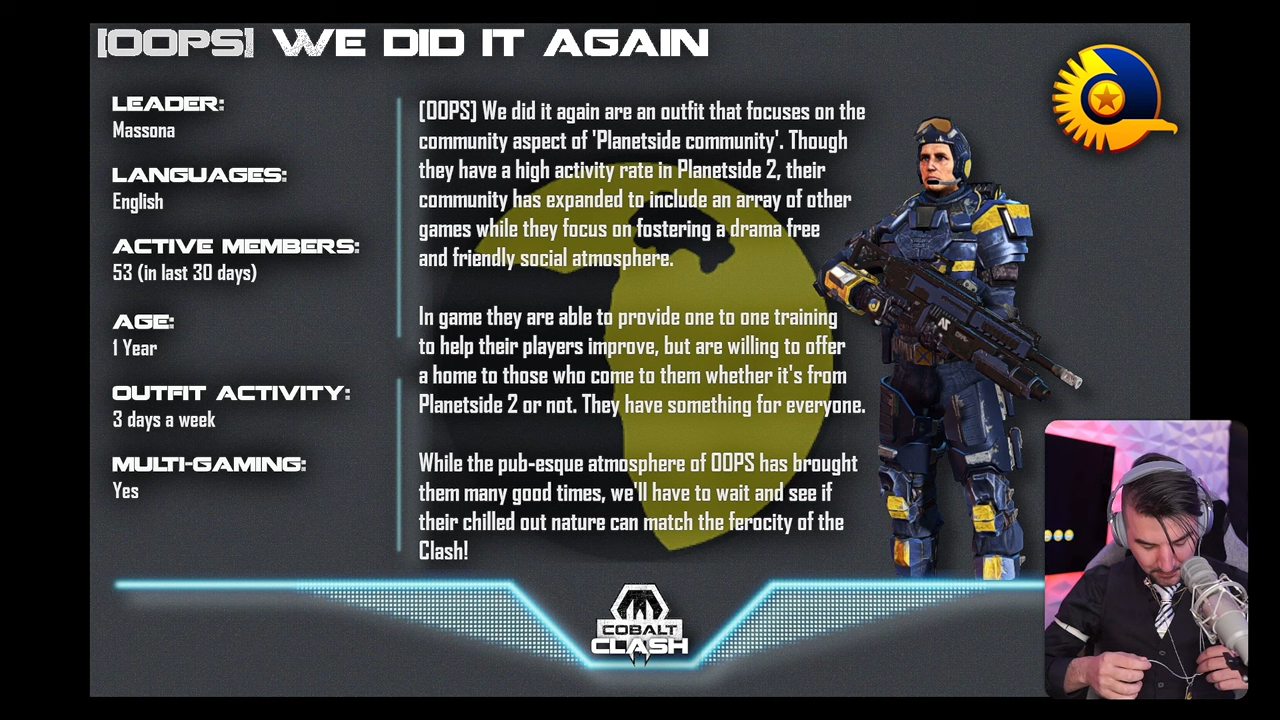 [OOPS] WE DID IT AGAIN
LEADER:
Massona
LANGUAGES:
English
ACTIVE MEMBERS:
53 (in last 30 days)
AGE:
1 Year
OUTFIT ACTIVITY:
3 days a week
MULTI-GAMING:
Yes
[OOPS] We did it again are an outfit that focuses on the
community aspect of 'Planetside community'. Though
they have a high activity rate in Planetside 2, their
community has expanded to include an array of other
games while they focus on fostering a drama free
and friendly social atmosphere.
In game they are able to provide one to one training
to help their players improve, but are willing to offer
a home to those who come to them whether it's from
Planetside 2 or not. They have something for everyone.
While the pub-esque atmosphere of OOPS has brought
them many good times, we'll have to wait and see if
their chilled out nature can match the ferocity of the
Clash!
COBALT
CLASH